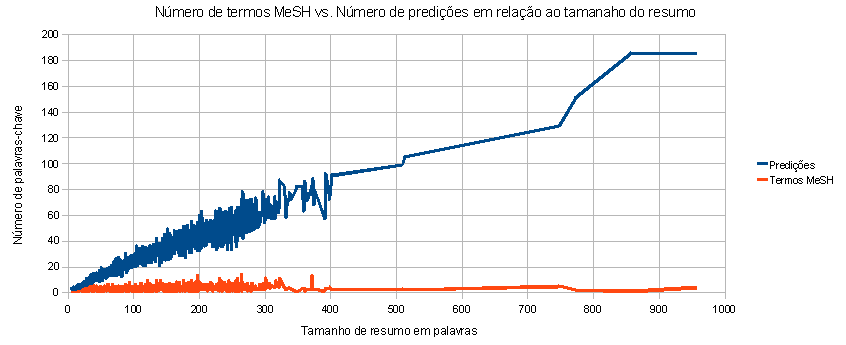 Número de termos MeSH vs. Número de predições em relação ao tamanaho do resumo
200
180
160
140
120
100
80
60
40
20
0
Número de palavras-chave
0 100 200 300 400 500 600 700 800 900 1000
Tamanho de resumo em palavras
Predições
Termos MeSH